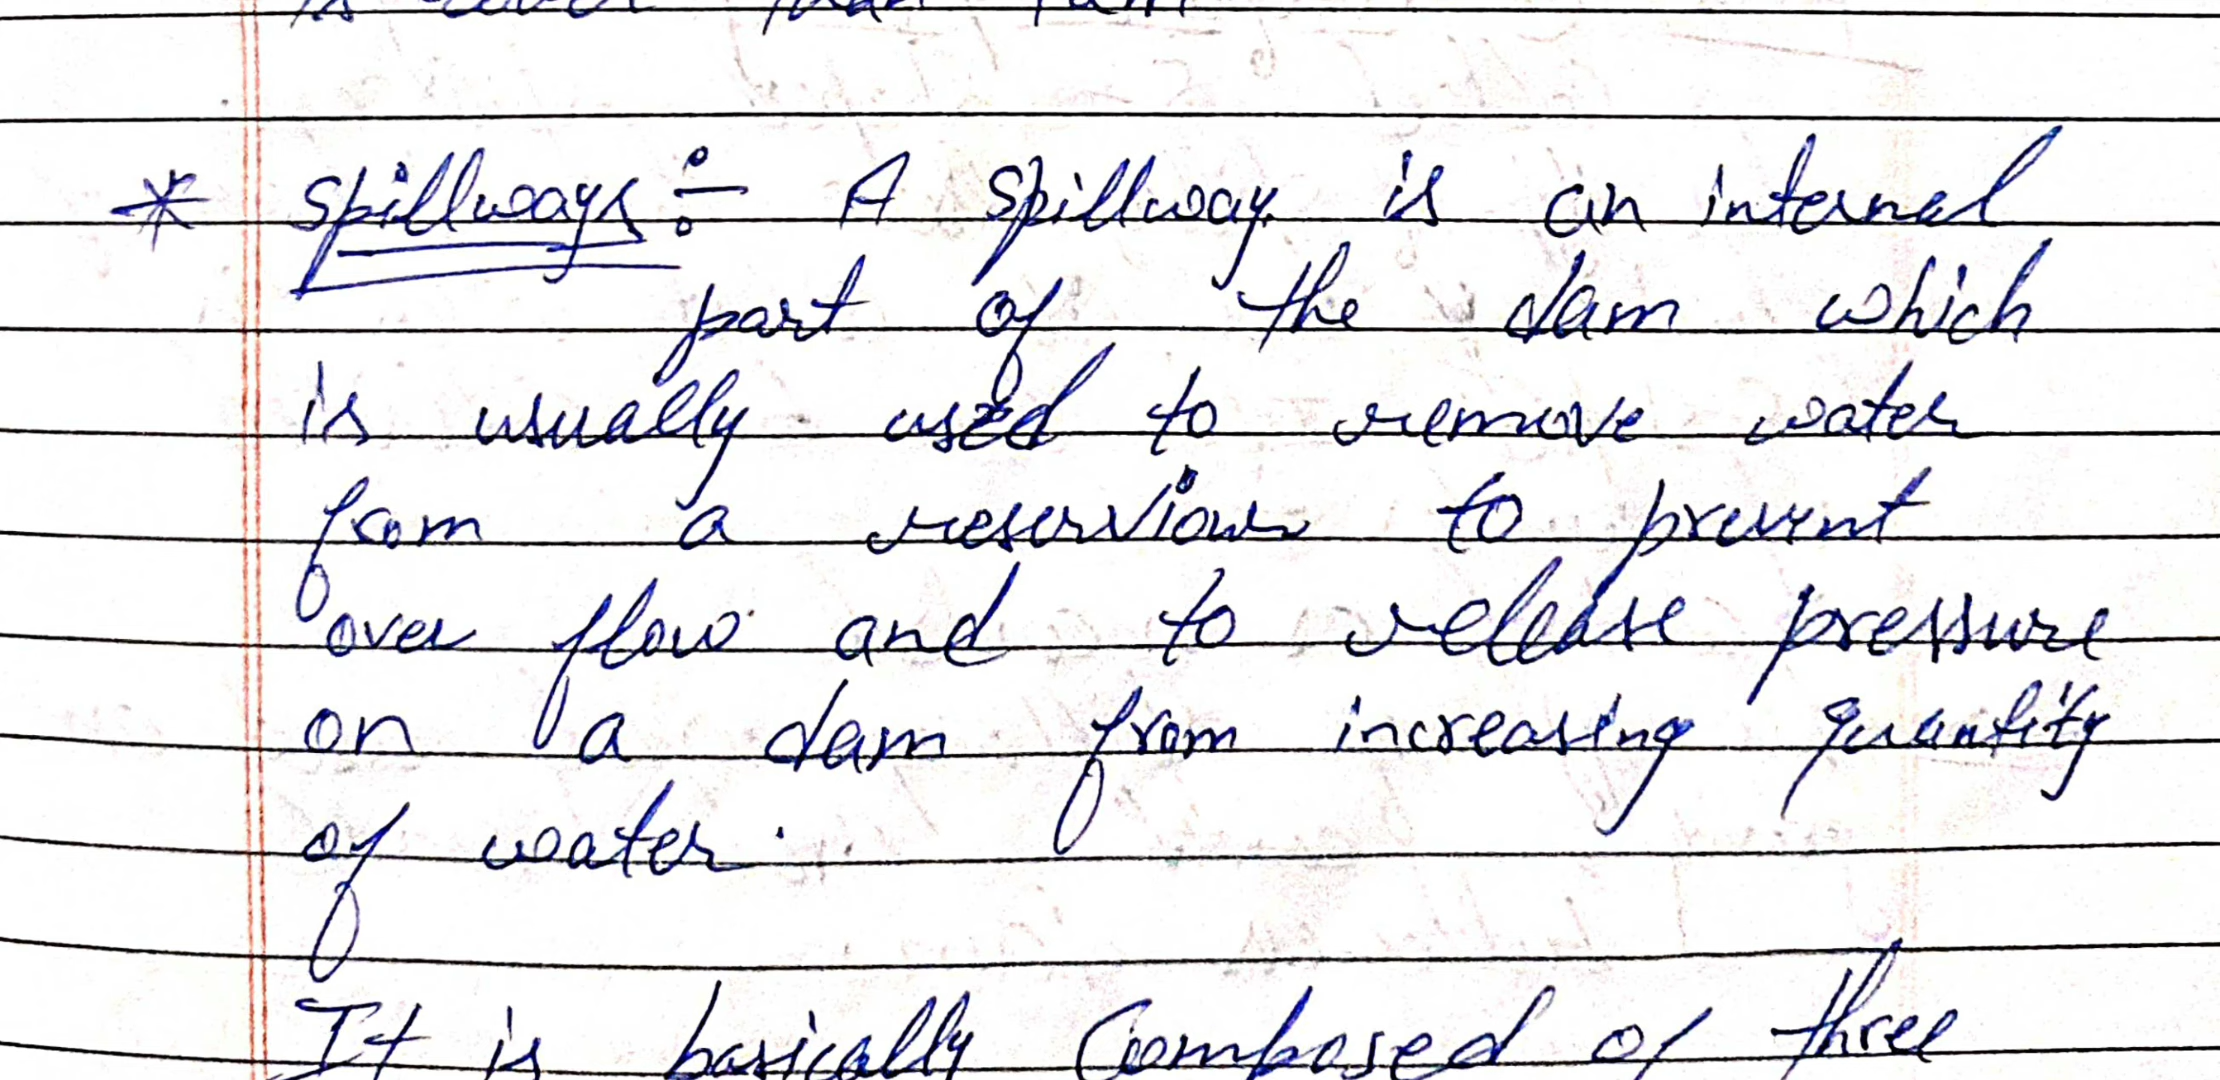 * Spillways :- A spillway is an internal
part of the dam which
is usually used to remove water
from a reserviour to prevent
over flow and to release pressure
on a dam from increasing quantity
of water.
It is basically composed of three